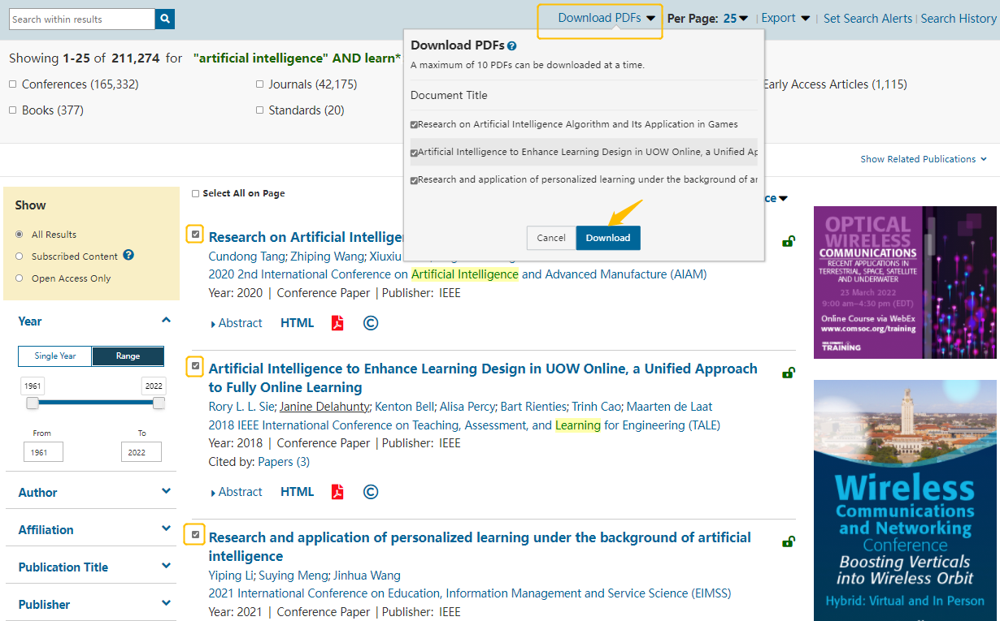 Search within results
Download PDFs
Per Page: 25
Export
Set Search Alerts
Search History
Showing 1-25 of 211,274 for "artificial intelligence" AND learn*
Conferences (165,332)
Journals (42,175)
Early Access Articles (1,115)
Books (377)
Standards (20)
Download PDFs
A maximum of 10 PDFs can be downloaded at a time.
Document Title
Research on Artificial Intelligence Algorithm and Its Application in Games
Artificial Intelligence to Enhance Learning Design in UOW Online, a Unified Ap
Research and application of personalized learning under the background of ar
Cancel
Download
Show Related Publications
Show
All Results
Subscribed Content
Open Access Only
Year
Single Year
Range
1961
2022
From
To
1961
2022
Author
Affiliation
Publication Title
Publisher
Select All on Page
ce
Research on Artificial Intellige
Cundong Tang; Zhiping Wang; Xiuxiu
2020 2nd International Conference on Artificial Intelligence and Advanced Manufacture (AIAM)
Year: 2020 | Conference Paper | Publisher: IEEE
Abstract HTML
Artificial Intelligence to Enhance Learning Design in UOW Online, a Unified Approach
to Fully Online Learning
Rory L. L. Sie; Janine Delahunty; Kenton Bell; Alisa Percy; Bart Rienties; Trinh Cao; Maarten de Laat
2018 IEEE International Conference on Teaching, Assessment, and Learning for Engineering (TALE)
Year: 2018 | Conference Paper | Publisher: IEEE
Cited by: Papers (3)
Abstract HTML
Research and application of personalized learning under the background of artificial
intelligence
Yiping Li; Suying Meng; Jinhua Wang
2021 International Conference on Education, Information Management and Service Science (EIMSS)
Year: 2021 | Conference Paper | Publisher: IEEE
OPTICAL
WIRELESS
COMMUNICATIONS
RECENT APPLICATIONS IN
TERRESTRIAL, SPACE, SATELLITE
AND UNDERWATER
23 March 2022
9:00 am–4:30 pm (EDT)
Online Course via WebEx
www.comsoc.org/training
IEEE COMSOC
TRAINING
Wireless
Communications
and Networking
Conference
Boosting Verticals
into Wireless Orbit
Hybrid: Virtual and In Person